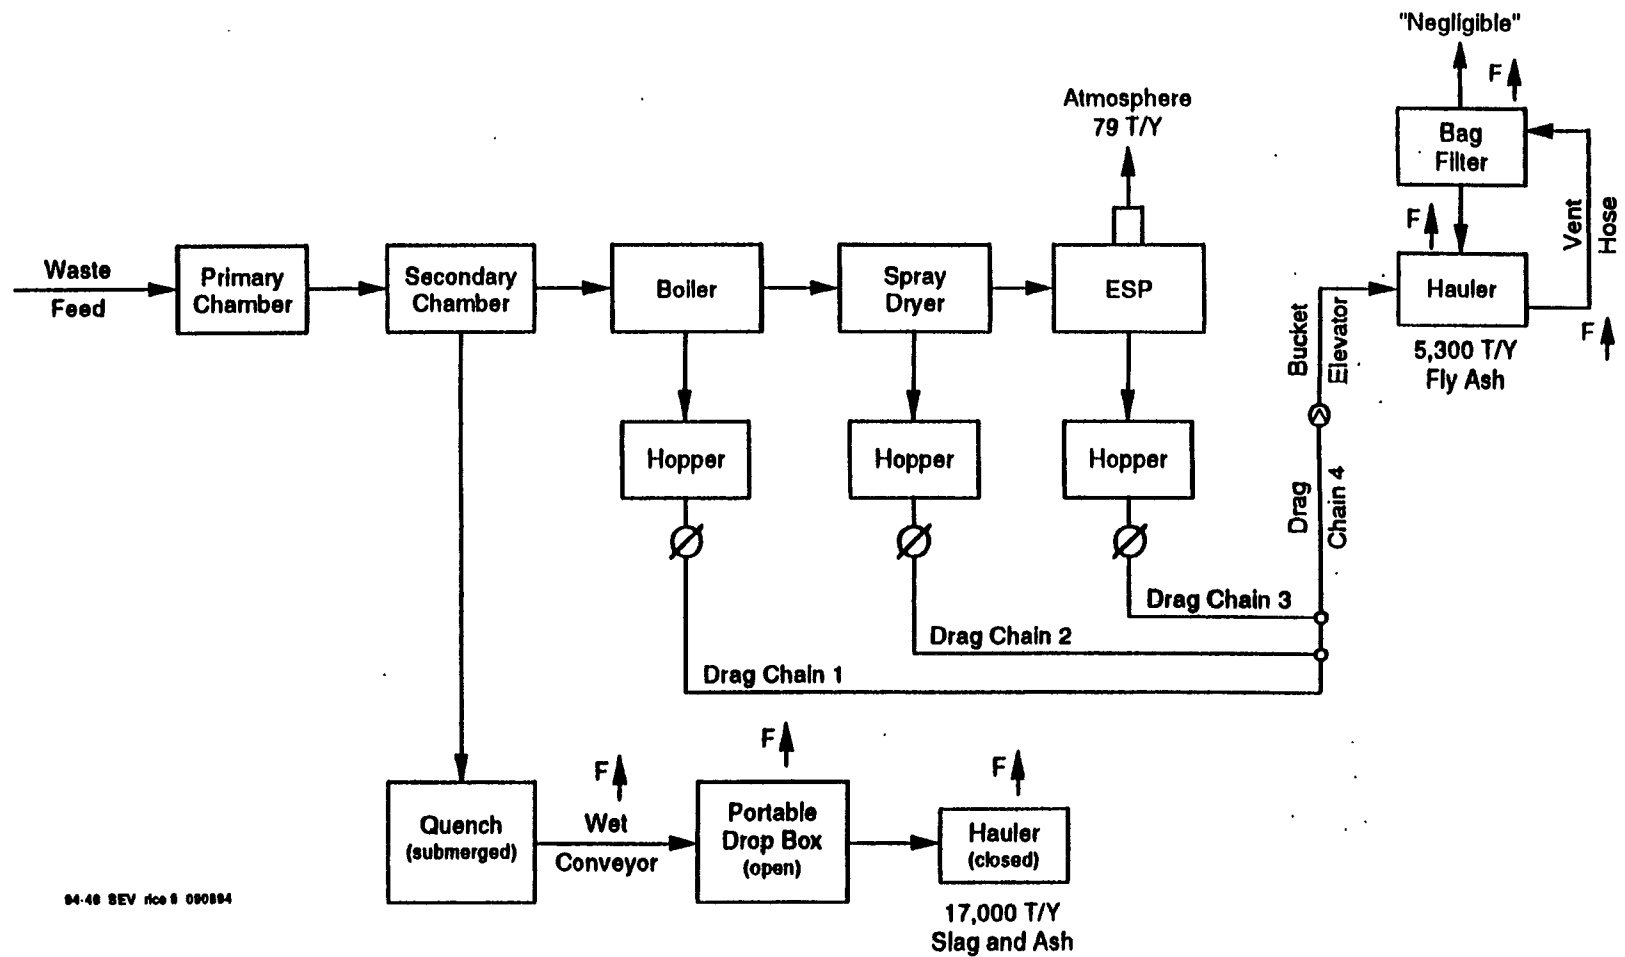 "Negligible"
F
Atmosphere
79 T/Y
Bag
Filter
Vent
Hose
F
Waste
Feed
Primary
Chamber
Secondary
Chamber
Boiler
Spray
Dryer
ESP
Hauler
F
5,300 T/Y
Fly Ash
Bucket
Elevator
Hopper
Hopper
Hopper
Drag
Chain 4
Drag Chain 3
Drag Chain 2
Drag Chain 1
F
F
F
Quench
(submerged)
Wet
Conveyor
Portable
Drop Box
(open)
Hauler
(closed)
17,000 T/Y
Slag and Ash
SEV